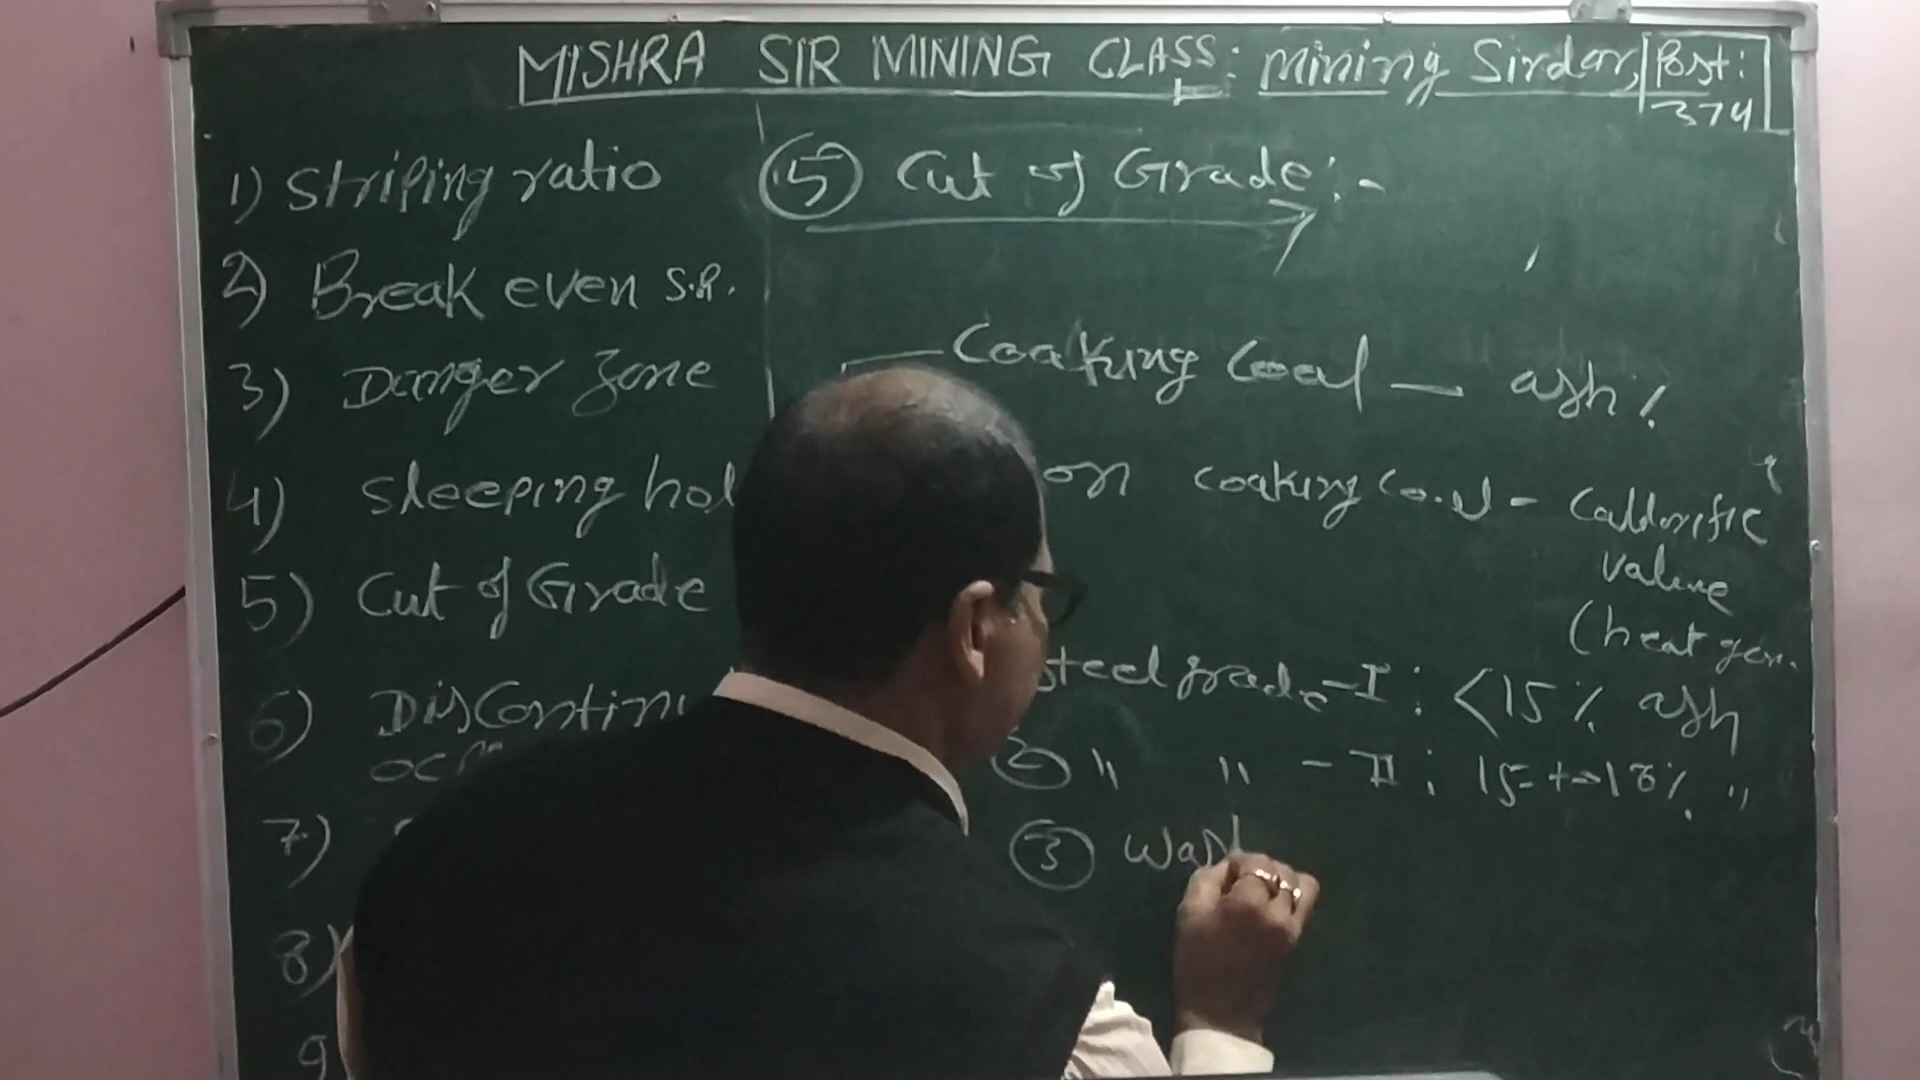 MISHRA SIR MINING CLASS: Mining Sirdar, Post: 374
1) Striping ratio
2) Break even S.R.
3) Danger zone
4) sleeping hol
5) Cut of Grade
6) Discontinu
7)
8)
9
5 Cut of Grade:-
Coaking Coal - ash %
on coaking Coal - Callorific
value
(heat gen.
steel grade-I: <15% ash
2 " " - II: 15 to 18% "
3 Wash